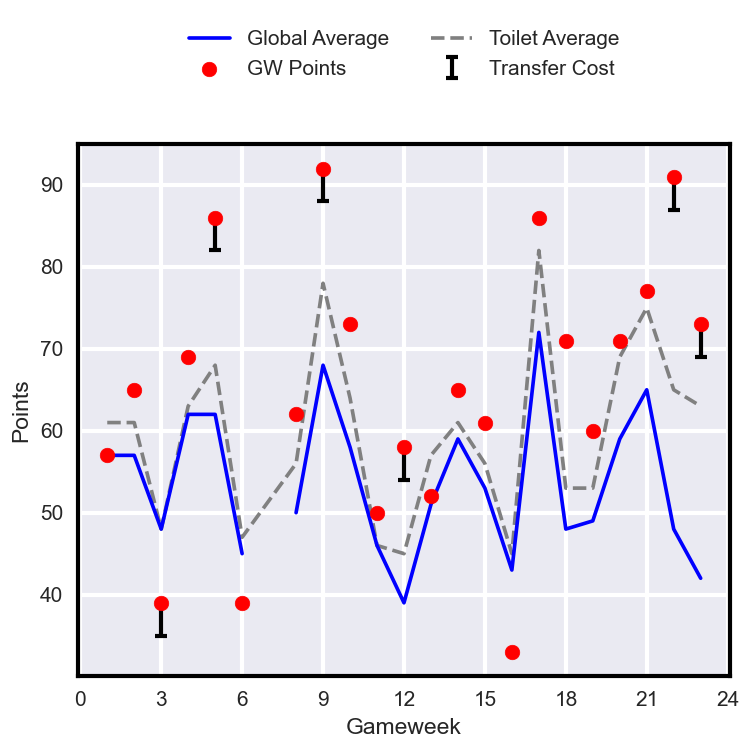 Global Average
Toilet Average
GW Points
Transfer Cost
90
80
70
60
50
40
Points
0 3 6 9 12 15 18 21 24
Gameweek